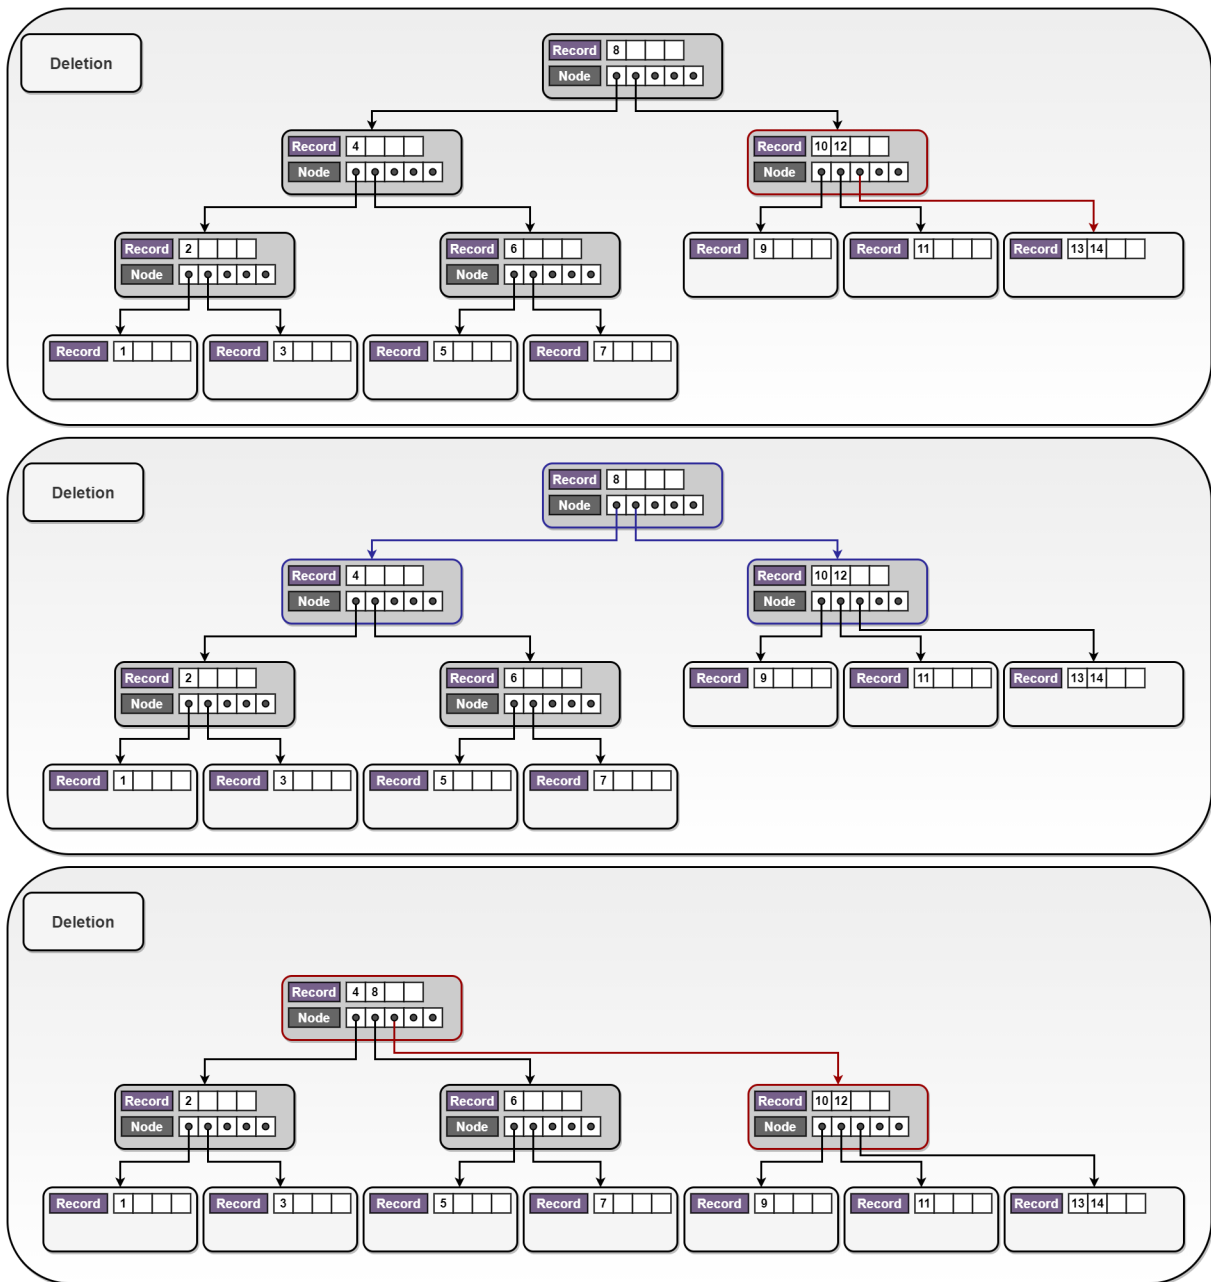 Deletion
Record 8
Node
Record 4
Node
Record 10 12
Node
Record 2
Node
Record 6
Node
Record 9
Record 11
Record 13 14
Record 1
Record 3
Record 5
Record 7
Deletion
Record 8
Node
Record 4
Node
Record 10 12
Node
Record 2
Node
Record 6
Node
Record 9
Record 11
Record 13 14
Record 1
Record 3
Record 5
Record 7
Deletion
Record 4 8
Node
Record 2
Node
Record 6
Node
Record 10 12
Node
Record 1
Record 3
Record 5
Record 7
Record 9
Record 11
Record 13 14